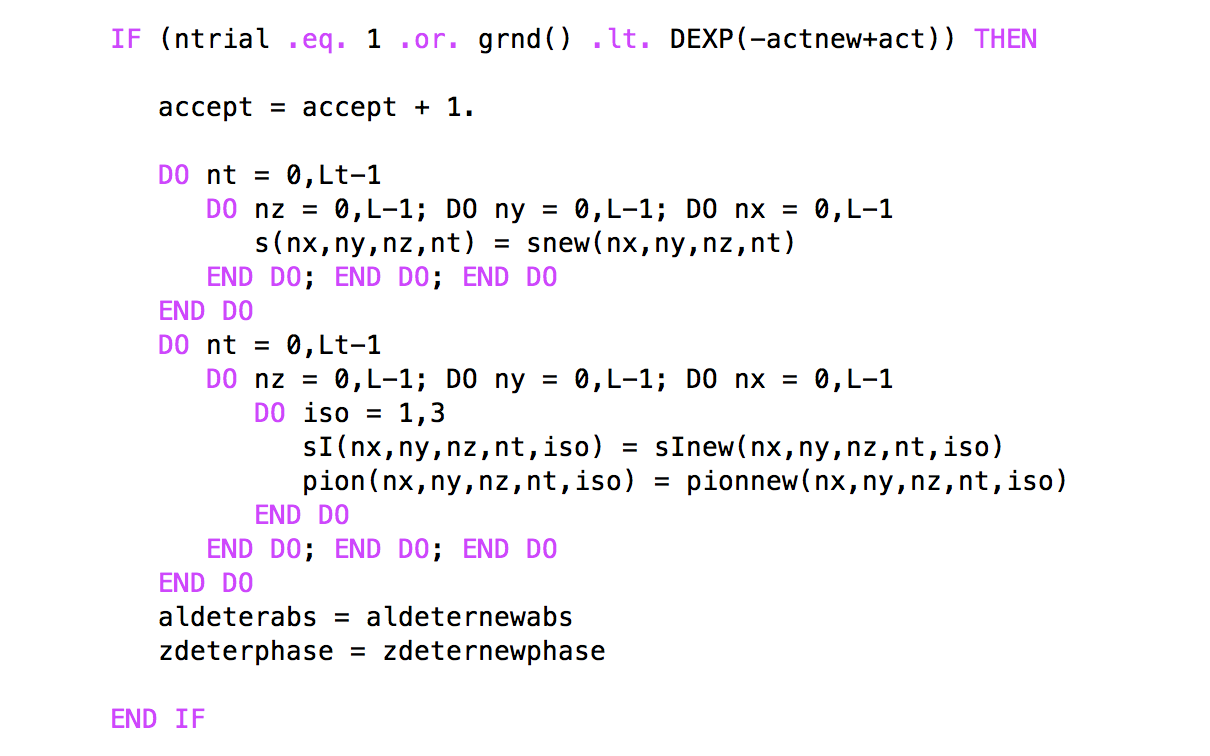 IF (ntrial .eq. 1 .or. grnd() .lt. DEXP(-actnew+act)) THEN
accept = accept + 1.
DO nt = 0,Lt-1
DO nz = 0,L-1; DO ny = 0,L-1; DO nx = 0,L-1
s(nx,ny,nz,nt) = snew(nx,ny,nz,nt)
END DO; END DO; END DO
END DO
DO nt = 0,Lt-1
DO nz = 0,L-1; DO ny = 0,L-1; DO nx = 0,L-1
DO iso = 1,3
sI(nx,ny,nz,nt,iso) = sInew(nx,ny,nz,nt,iso)
pion(nx,ny,nz,nt,iso) = pionnew(nx,ny,nz,nt,iso)
END DO
END DO; END DO; END DO
END DO
aldeterabs = aldeternewabs
zdeterphase = zdeternewphase
END IF